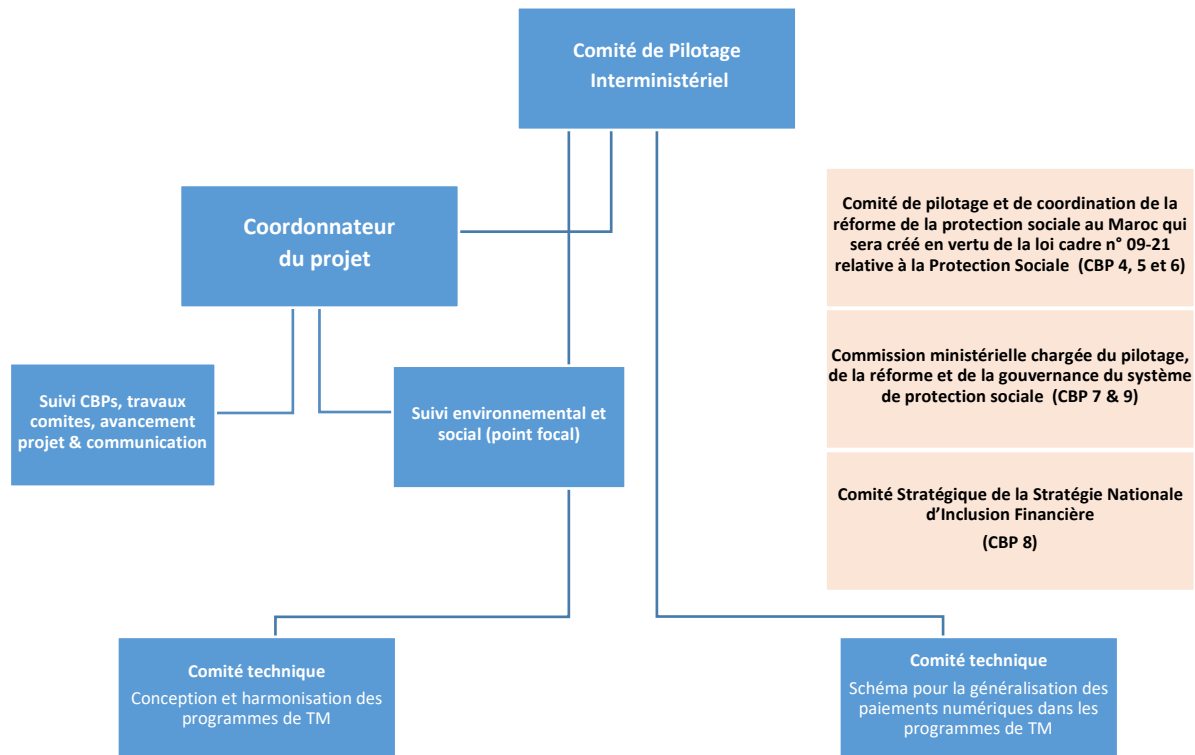 Comité de Pilotage
Interministériel
Coordonnateur
du projet
Comité de pilotage et de coordination de la
réforme de la protection sociale au Maroc qui
sera créé en vertu de la loi cadre n° 09-21
relative à la Protection Sociale (CBP 4, 5 et 6)
Commission ministérielle chargée du pilotage,
de la réforme et de la gouvernance du système
de protection sociale (CBP 7 & 9)
Suivi CBPs, travaux
comites, avancement
projet & communication
Suivi environnemental et
social (point focal)
Comité Stratégique de la Stratégie Nationale
d’Inclusion Financière
(CBP 8)
Comité technique
Conception et harmonisation des
programmes de TM
Comité technique
Schéma pour la généralisation des
paiements numériques dans les
programmes de TM